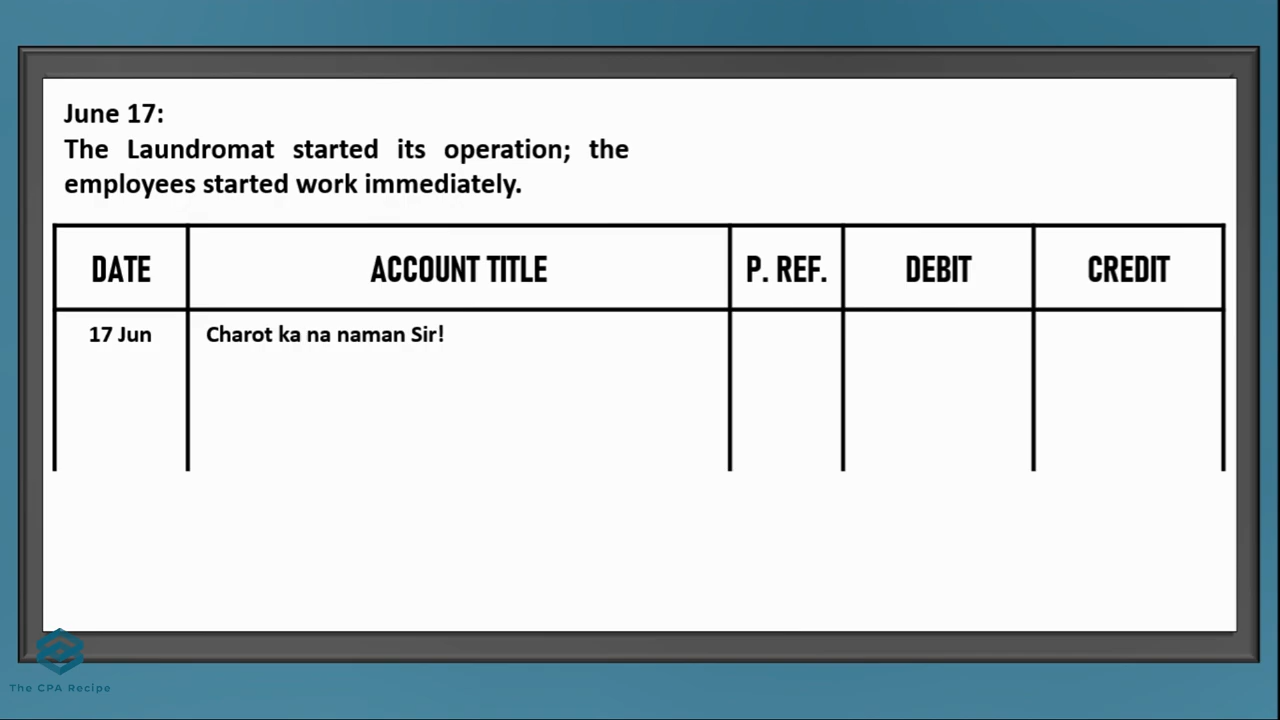 June 17:
The Laundromat started its operation; the
employees started work immediately.
DATE ACCOUNT TITLE P. REF. DEBIT CREDIT
17 Jun Charot ka na naman Sir!
The CPA Recipe